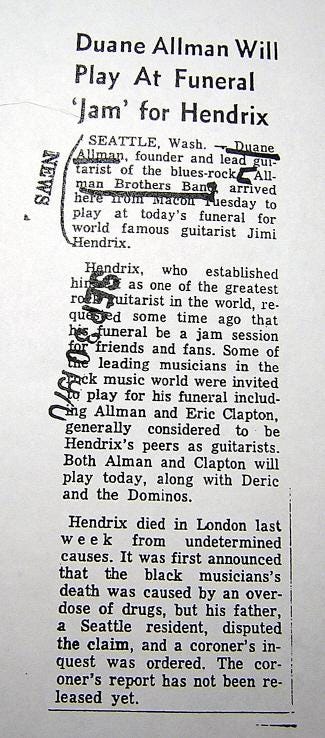 Duane Allman Will
Play At Funeral
'Jam' for Hendrix
SEATTLE, Wash. — Duane
Allman, founder and lead gui-
tarist of the blues-rock All-
man Brothers Band, arrived
here from Macon Tuesday to
play at today's funeral for
world famous guitarist Jimi
Hendrix.
NEWS
Hendrix, who established
himself as one of the greatest
rock guitarist in the world, re-
quested some time ago that
his funeral be a jam session
for friends and fans. Some of
the leading musicians in the
rock music world were invited
to play for his funeral includ-
ing Allman and Eric Clapton,
generally considered to be
Hendrix's peers as guitarists.
Both Alman and Clapton will
play today, along with Deric
and the Dominos.
SEP 30 1970
Hendrix died in London last
week from undetermined
causes. It was first announced
that the black musicians's
death was caused by an over-
dose of drugs, but his father,
a Seattle resident, disputed
the claim, and a coroner's in-
quest was ordered. The cor-
oner's report has not been re-
leased yet.